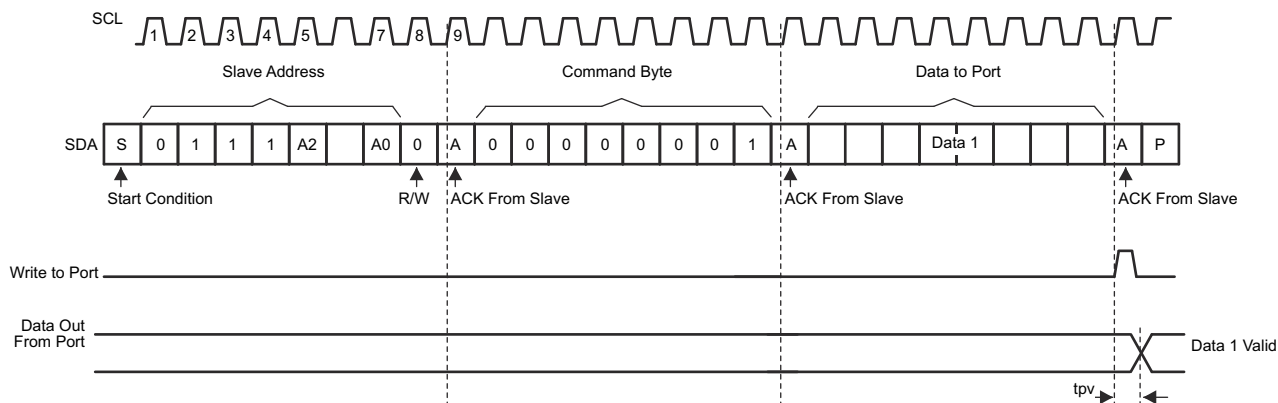 SCL
1 2 3 4 5 7 8 9
Slave Address Command Byte Data to Port
SDA S 0 1 1 1 A2 A0 0 A 0 0 0 0 0 0 0 1 A Data 1 A P
Start Condition R/W ACK From Slave ACK From Slave ACK From Slave
Write to Port
Data Out
From Port
Data 1 Valid
tpv